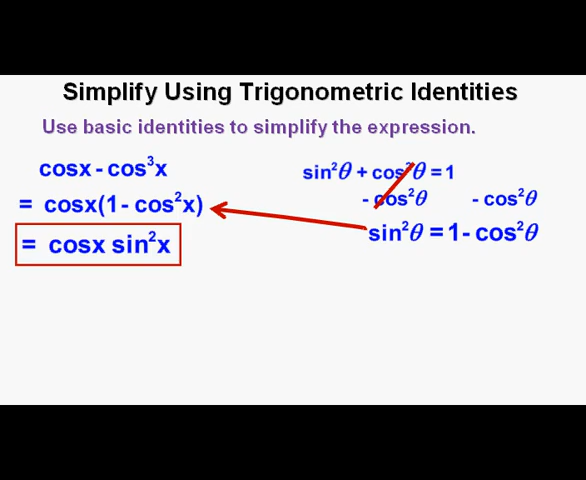 Simplify Using Trigonometric Identities
Use basic identities to simplify the expression.
cosx - cos³x
= cosx(1 - cos²x)
= cosx sin²x
sin²θ + cos²θ = 1
- cos²θ - cos²θ
sin²θ = 1 - cos²θ